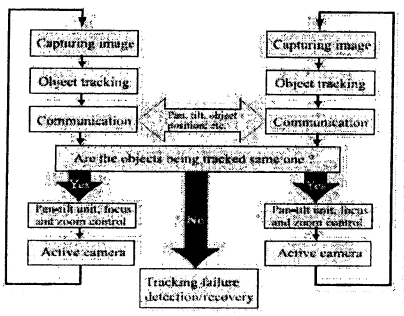 Capturing image
Capturing image
Object tracking
Object tracking
Communication
Pan, tilt, object
position, etc.
Communication
Are the objects being tracked same one ?
Yes
No
Yes
Pan-tilt unit, focus
and zoom control
Pan-tilt unit, focus
and zoom control
Active camera
Active camera
Tracking failure
detection/recovery